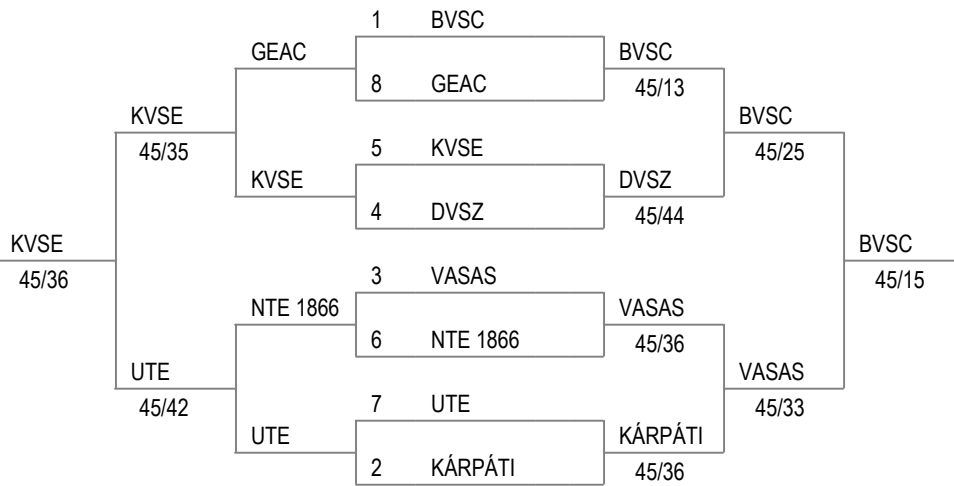 1 BVSC
GEAC BVSC
8 GEAC 45/13
KVSE BVSC
45/35 5 KVSE 45/25
KVSE DVSZ
4 DVSZ 45/44
KVSE BVSC
45/36 3 VASAS 45/15
NTE 1866 VASAS
6 NTE 1866 45/36
UTE VASAS
45/42 7 UTE 45/33
UTE KÁRPÁTI
2 KÁRPÁTI 45/36